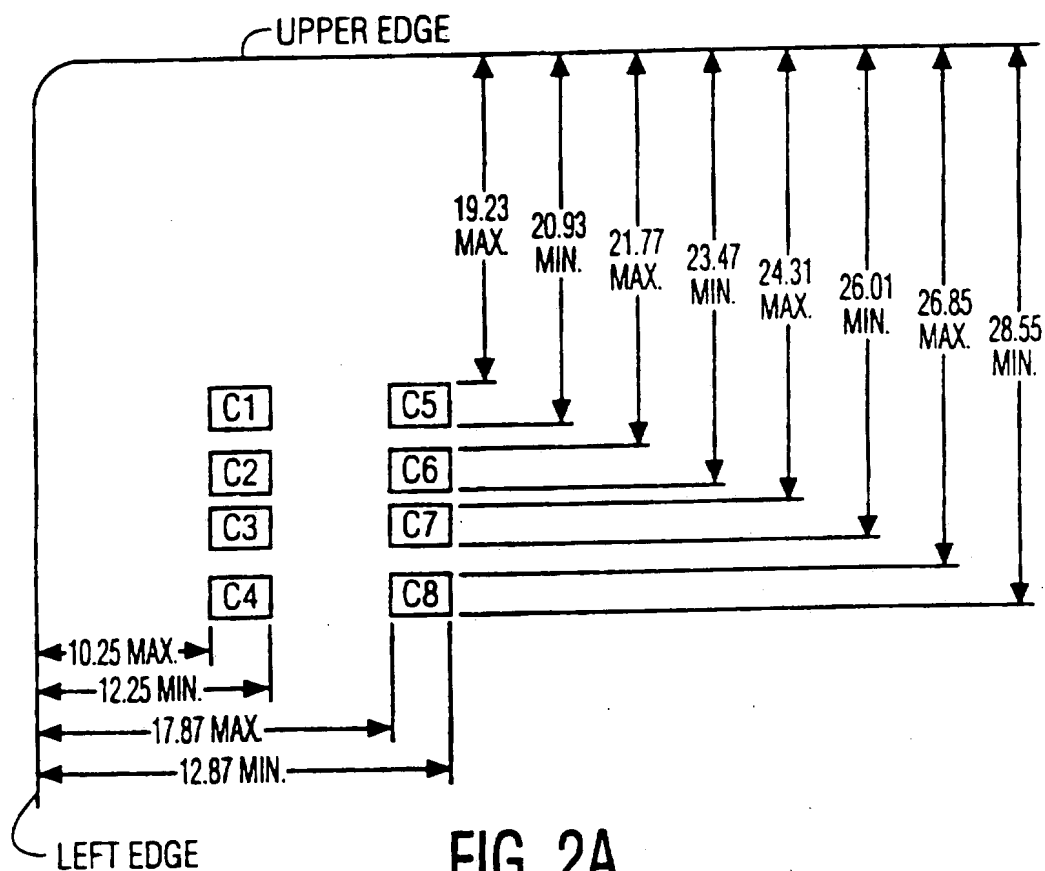 UPPER EDGE
19.23
MAX.
20.93
MIN.
21.77
MAX.
23.47
MIN.
24.31
MAX.
26.01
MIN.
26.85
MAX.
28.55
MIN.
C1
C5
C2
C6
C3
C7
C4
C8
10.25 MAX.
12.25 MIN.
17.87 MAX.
12.87 MIN.
LEFT EDGE
FIG. 2A